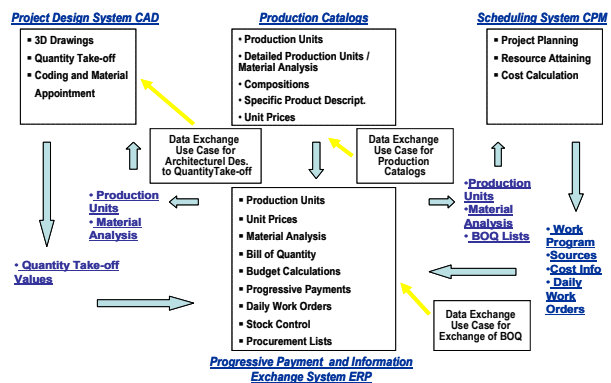 Project Design System CAD
▪ 3D Drawings
▪ Quantity Take-off
▪ Coding and Material
Appointment
Production Catalogs
• Production Units
• Detailed Production Units /
Material Analysis
• Compositions
• Specific Product Descript.
• Unit Prices
Scheduling System CPM
▪ Project Planning
▪ Resource Attaining
▪ Cost Calculation
Data Exchange
Use Case for
Architecturel Des.
to QuantityTake-off
Data Exchange
Use Case for
Production
Catalogs
• Production
Units
• Material
Analysis
• Quantity Take-off
Values
▪ Production Units
▪ Unit Prices
▪ Material Analysis
▪ Bill of Quantity
▪ Budget Calculations
▪ Progressive Payments
▪ Daily Work Orders
▪ Stock Control
▪ Procurement Lists
•Production
Units
•Material
Analysis
• BOQ Lists
• Work
Program
•Sources
•Cost Info
• Daily
Work
Orders
Data Exchange
Use Case for
Exchange of BOQ
Progressive Payment and Information
Exchange System ERP